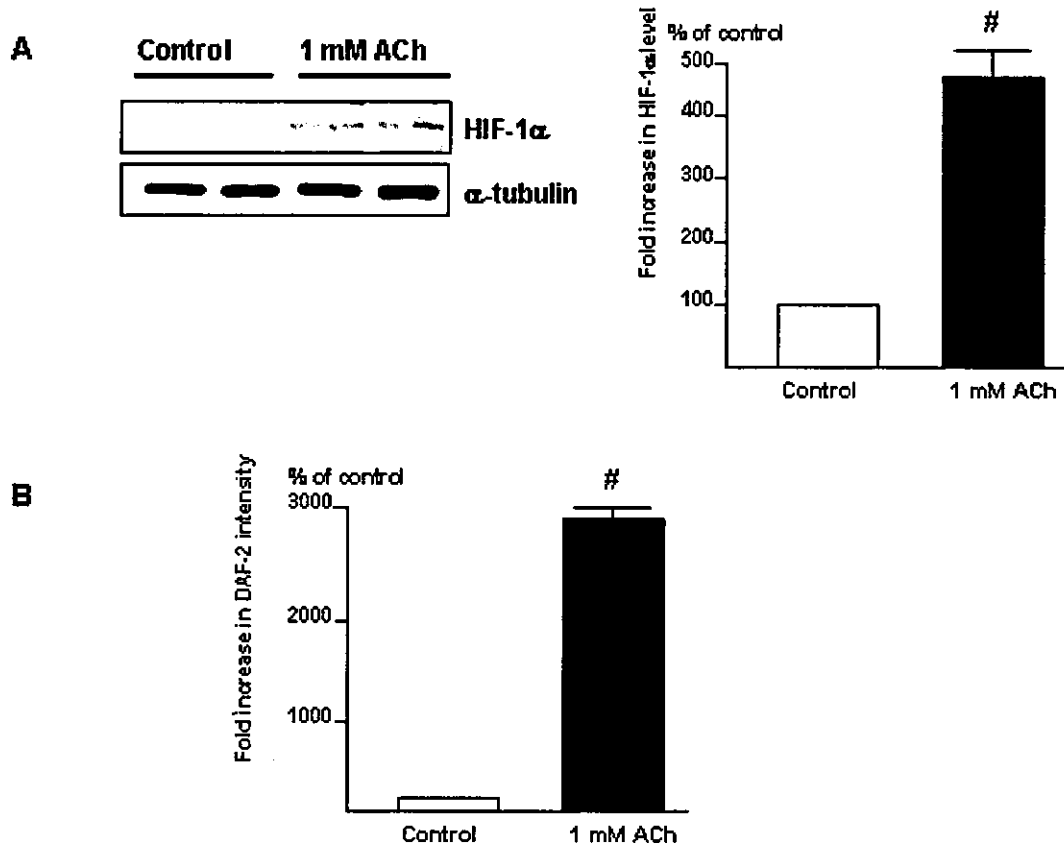 A
Control 1 mM ACh
HIF-1α
α-tubulin
% of control
#
Fold increase in HIF-1α level
500
400
300
200
100
Control 1 mM ACh
B
% of control
#
Fold increase in DAF-2 intensity
3000
2000
1000
Control 1 mM ACh